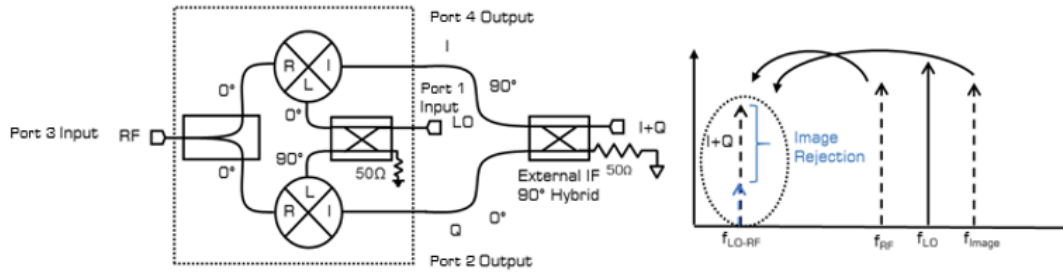 Port 4 Output
I
R
I
L
0°
Port 1
Input
LO
90°
0°
Port 3 Input
RF
I+Q
90°
50Ω
50Ω
0°
External IF
90° Hybrid
L
R
I
0°
Q
Port 2 Output
I+Q
Image
Rejection
fLO-RF
fRF
fLO
fImage